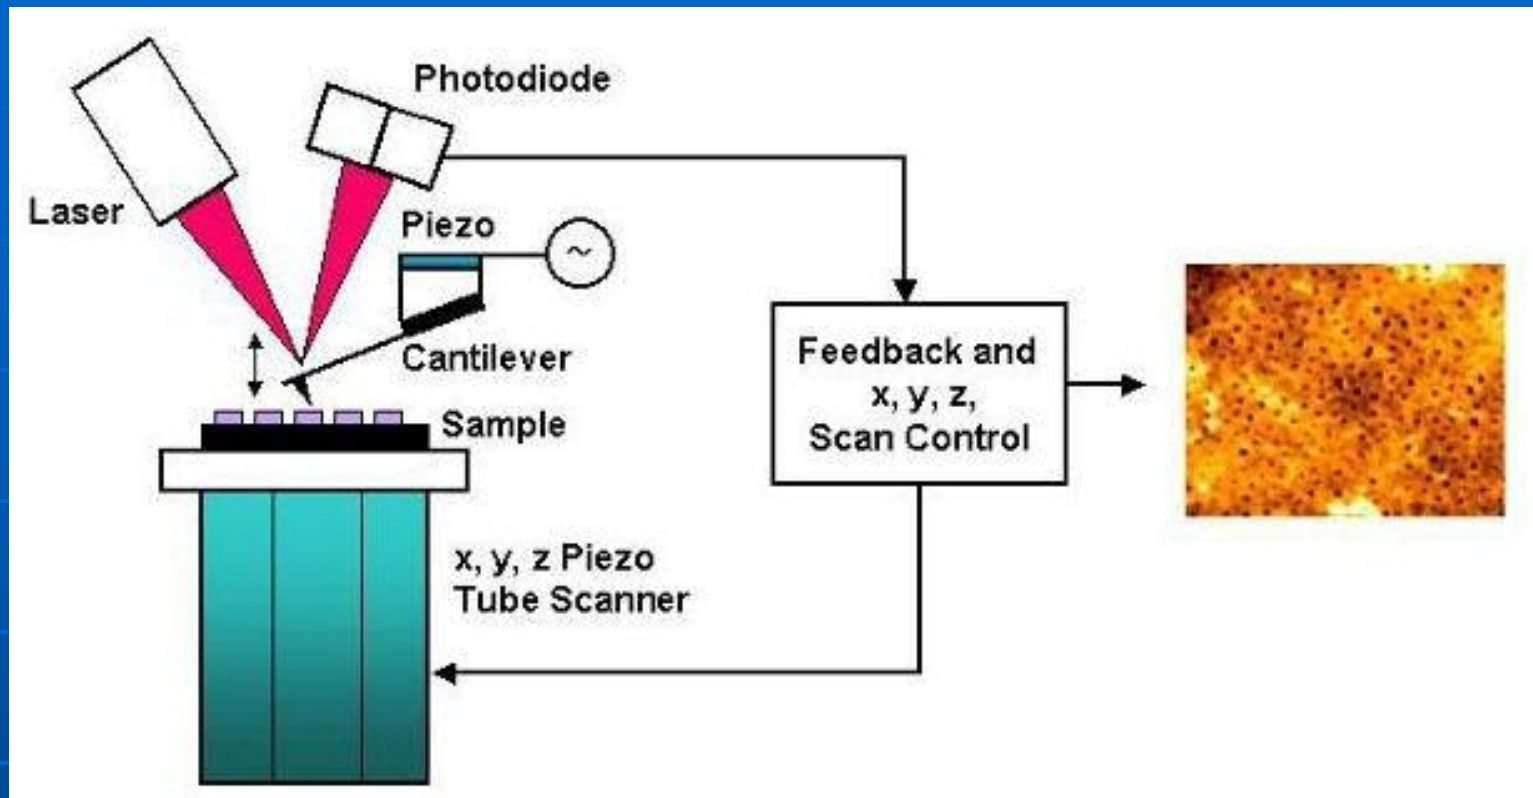 Photodiode
Laser
Piezo
~
Cantilever
Sample
Feedback and
x, y, z,
Scan Control
x, y, z Piezo
Tube Scanner